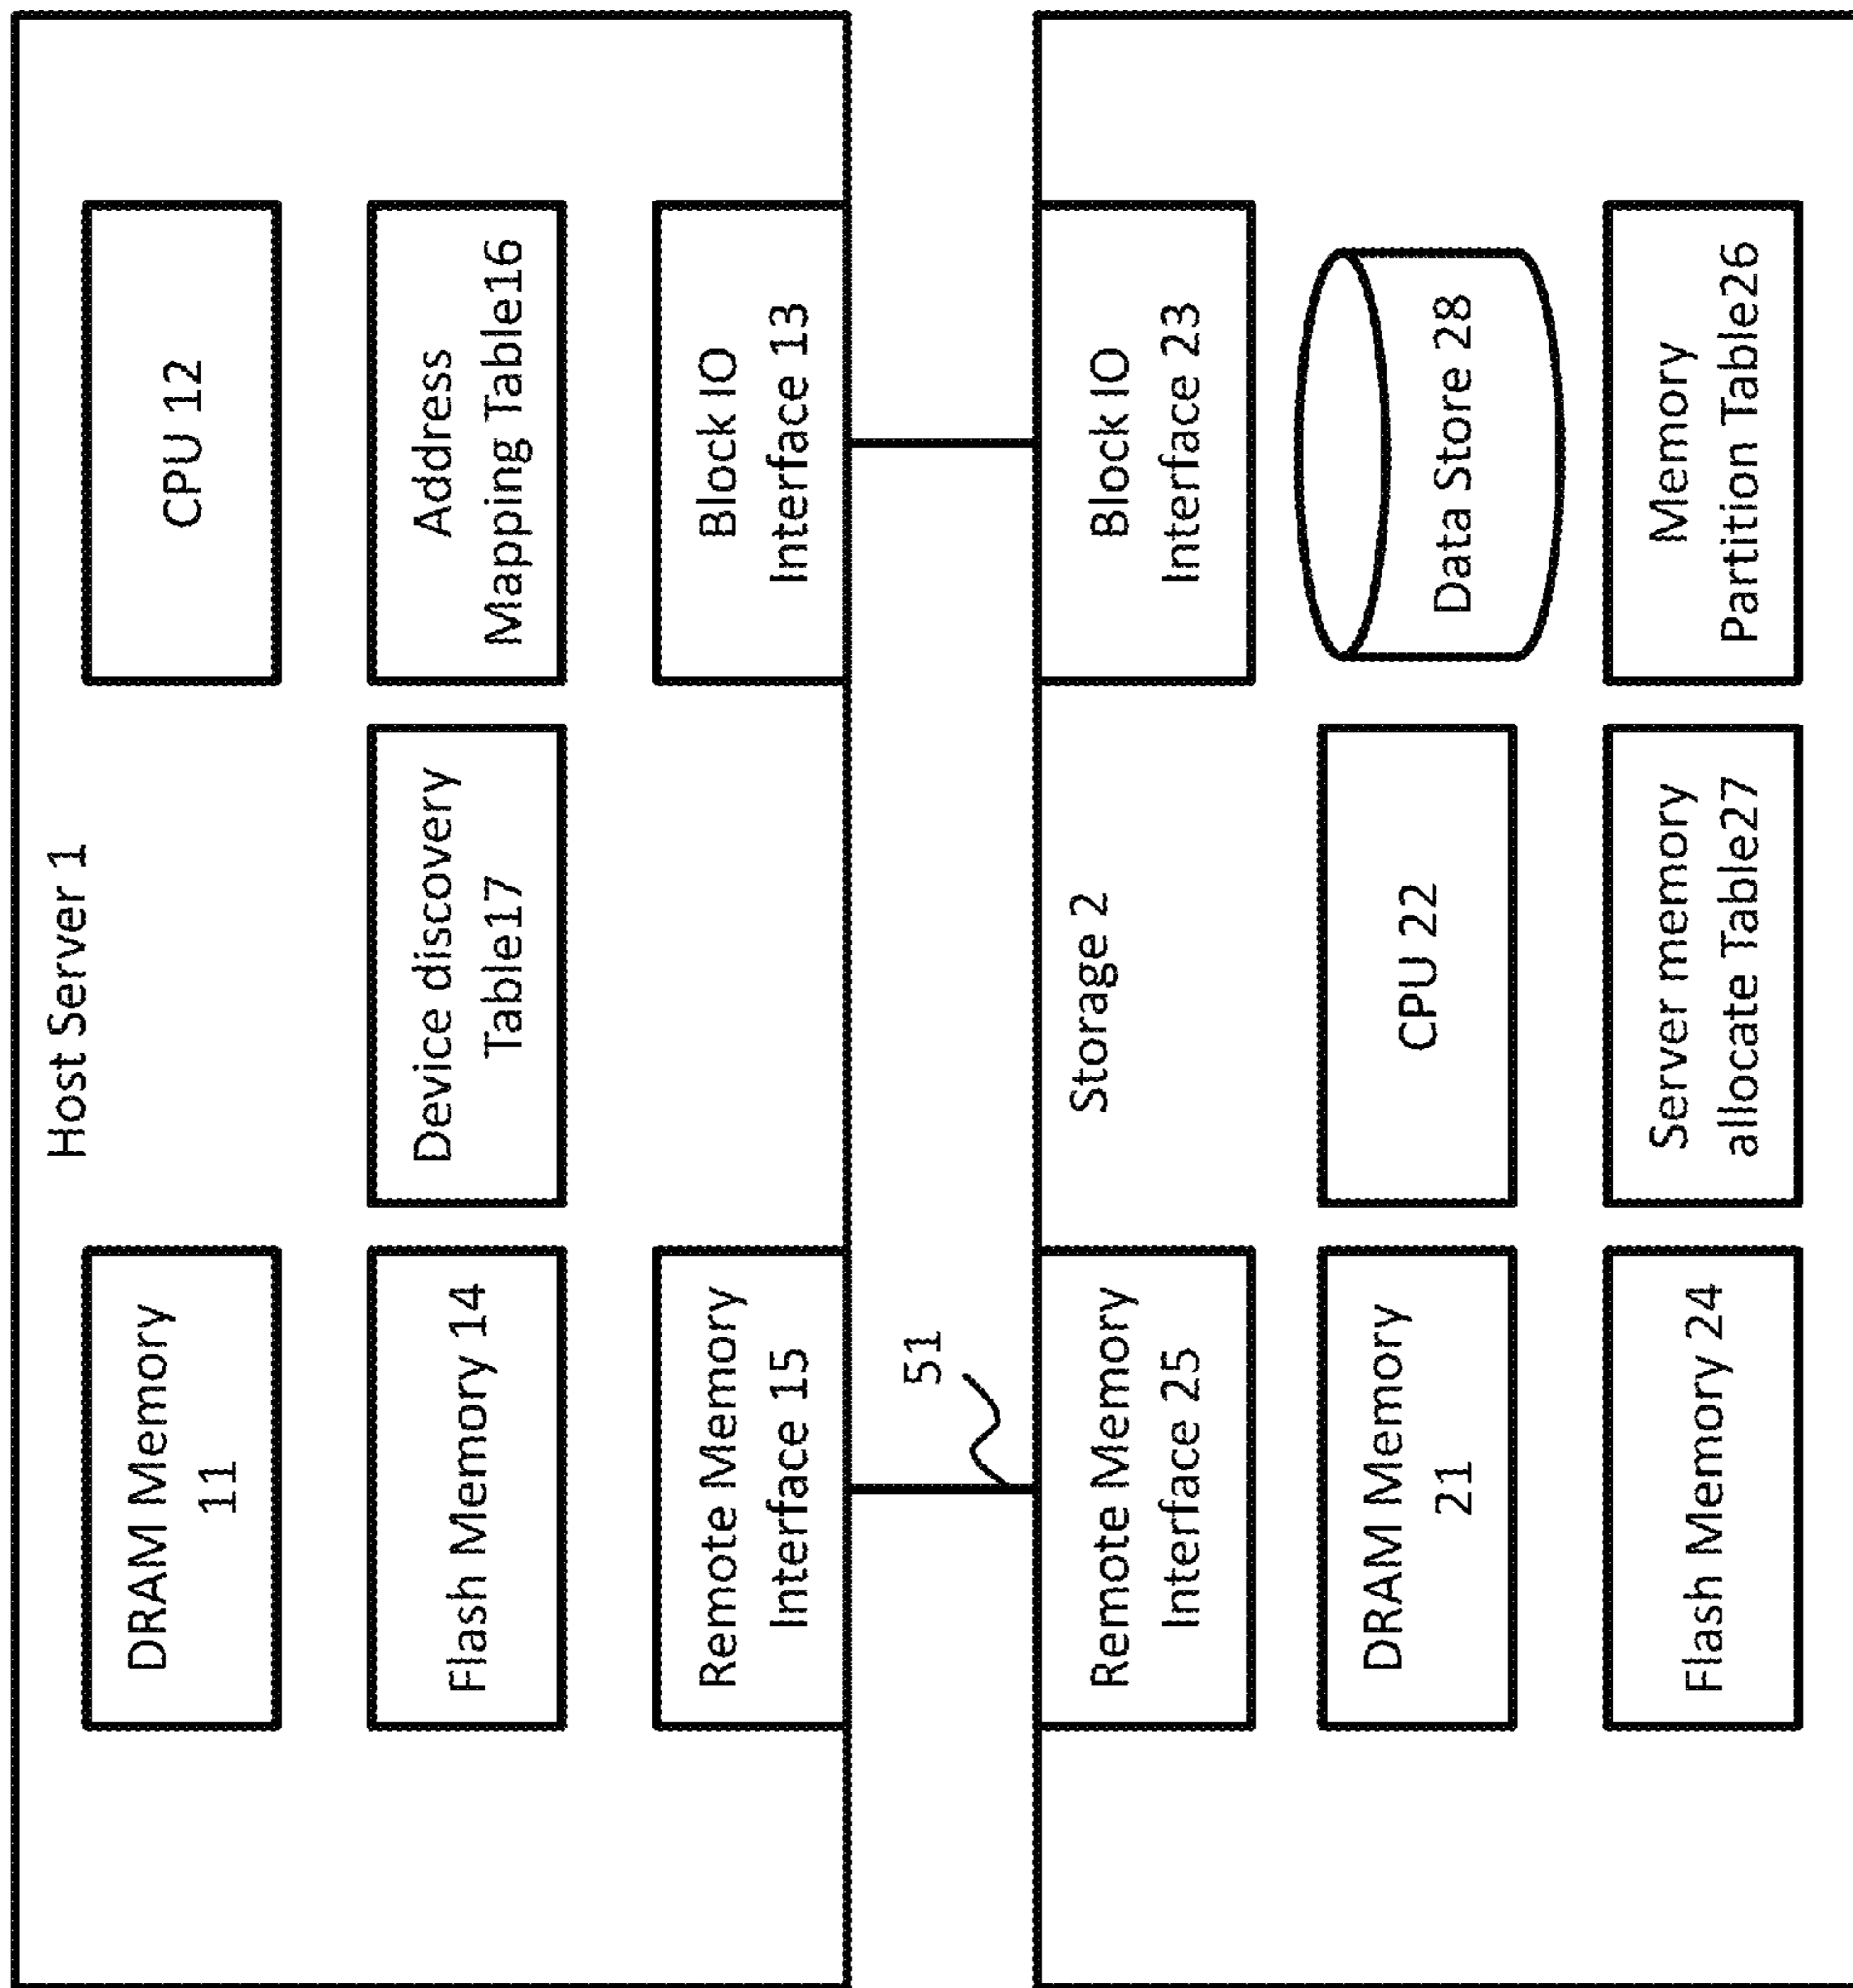 Host Server 1
DRAM Memory
11
CPU 12
Flash Memory 14
Device discovery
Table17
Address
Mapping Table16
Remote Memory
Interface 15
Block IO
Interface 13
51
Storage 2
Remote Memory
Interface 25
Block IO
Interface 23
DRAM Memory
21
CPU 22
Data Store 28
Flash Memory 24
Server memory
allocate Table27
Memory
Partition Table26